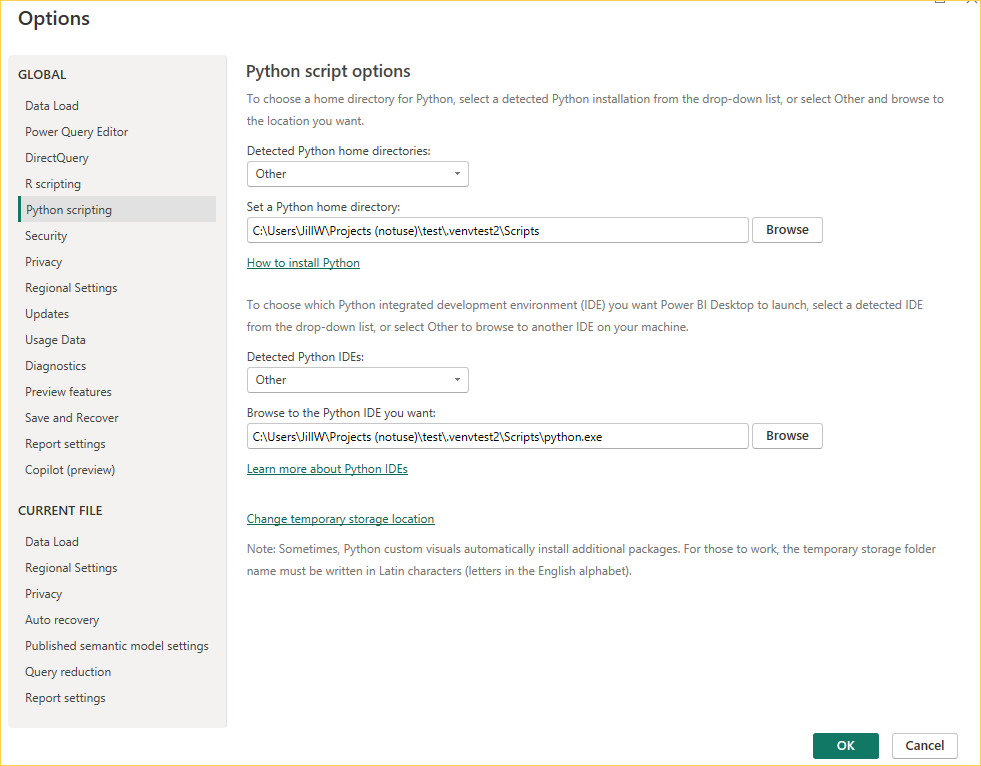 Options
GLOBAL
Data Load
Power Query Editor
DirectQuery
R scripting
Python scripting
Security
Privacy
Regional Settings
Updates
Usage Data
Diagnostics
Preview features
Save and Recover
Report settings
Copilot (preview)
CURRENT FILE
Data Load
Regional Settings
Privacy
Auto recovery
Published semantic model settings
Query reduction
Report settings
Python script options
To choose a home directory for Python, select a detected Python installation from the drop-down list, or select Other and browse to
the location you want.
Detected Python home directories:
Other
Set a Python home directory:
C:\Users\JillW\Projects (notuse)\test\.venvtest2\Scripts
Browse
How to install Python
To choose which Python integrated development environment (IDE) you want Power BI Desktop to launch, select a detected IDE
from the drop-down list, or select Other to browse to another IDE on your machine.
Detected Python IDEs:
Other
Browse to the Python IDE you want:
C:\Users\JillW\Projects (notuse)\test\.venvtest2\Scripts\python.exe
Browse
Learn more about Python IDEs
Change temporary storage location
Note: Sometimes, Python custom visuals automatically install additional packages. For those to work, the temporary storage folder
name must be written in Latin characters (letters in the English alphabet).
OK
Cancel